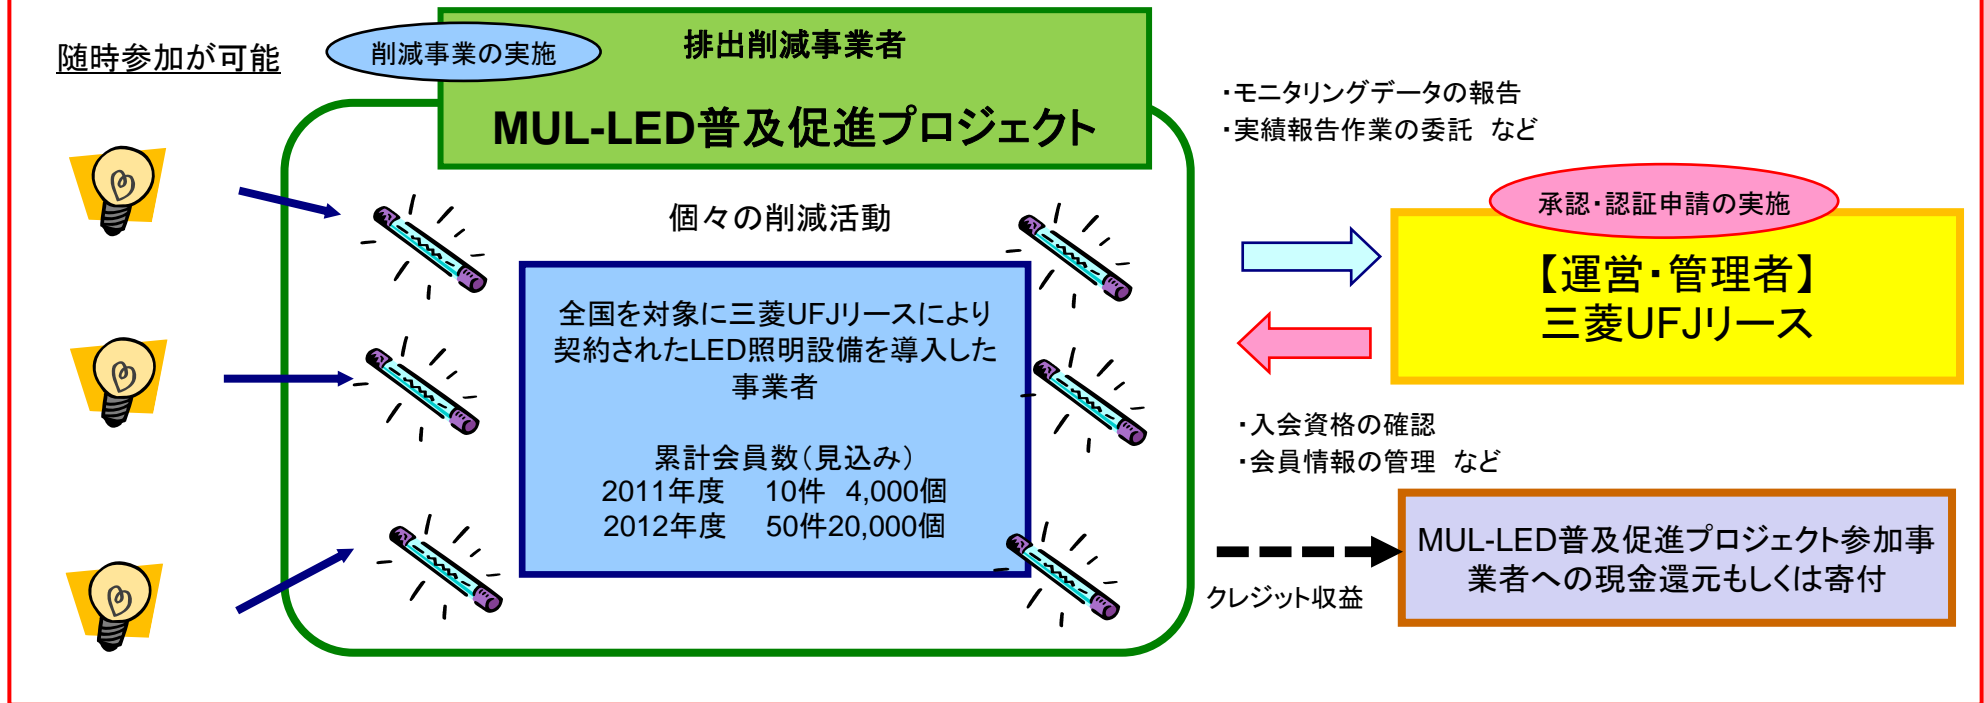 随時参加が可能
削減事業の実施
排出削減事業者
MUL-LED普及促進プロジェクト
個々の削減活動
全国を対象に三菱UFJリースにより
契約されたLED照明設備を導入した
事業者
累計会員数（見込み）
2011年度　10件　4,000個
2012年度　50件20,000個
・モニタリングデータの報告
・実績報告作業の委託　など
承認・認証申請の実施
【運営・管理者】
三菱UFJリース
・入会資格の確認
・会員情報の管理　など
クレジット収益
MUL-LED普及促進プロジェクト参加事
業者への現金還元もしくは寄付